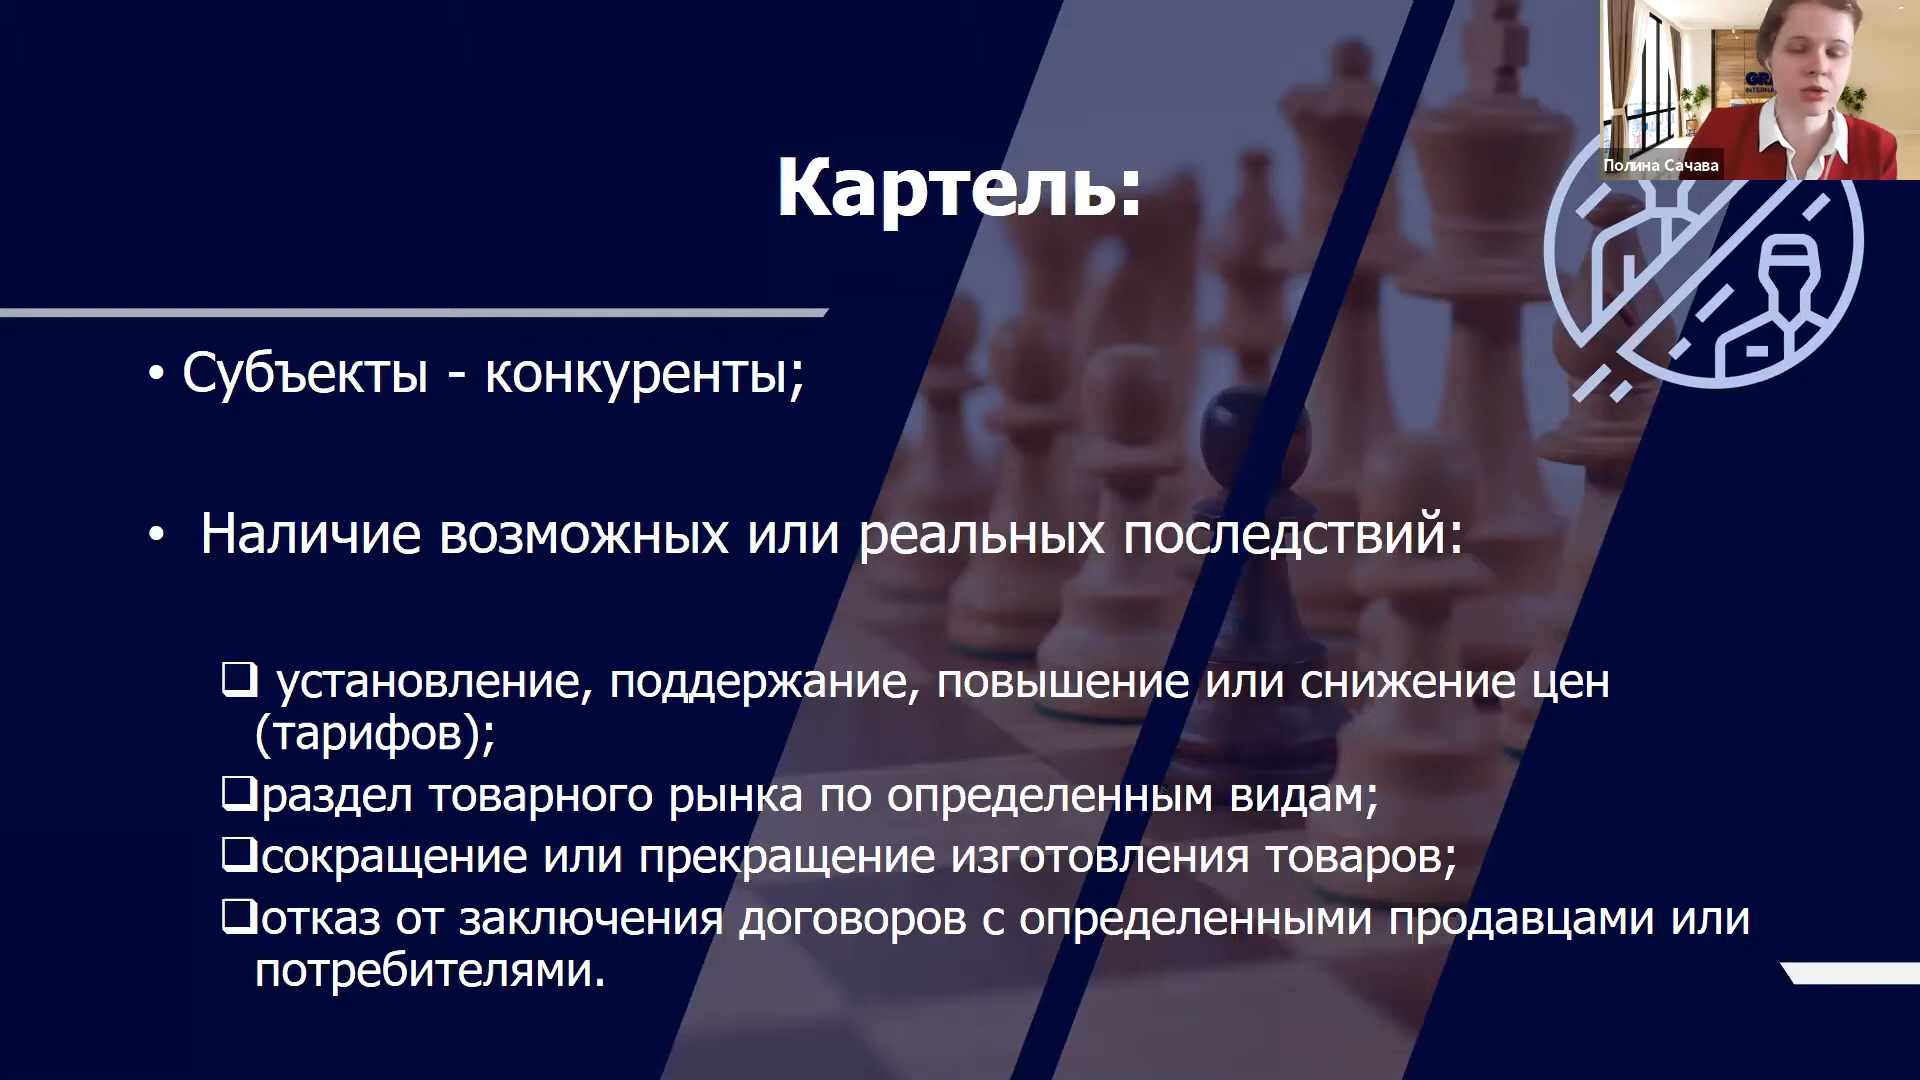 Полина Сачава
Картель:
• Субъекты - конкуренты;
• Наличие возможных или реальных последствий:
❑ установление, поддержание, повышение или снижение цен
(тарифов);
❑раздел товарного рынка по определенным видам;
❑сокращение или прекращение изготовления товаров;
❑отказ от заключения договоров с определенными продавцами или
потребителями.